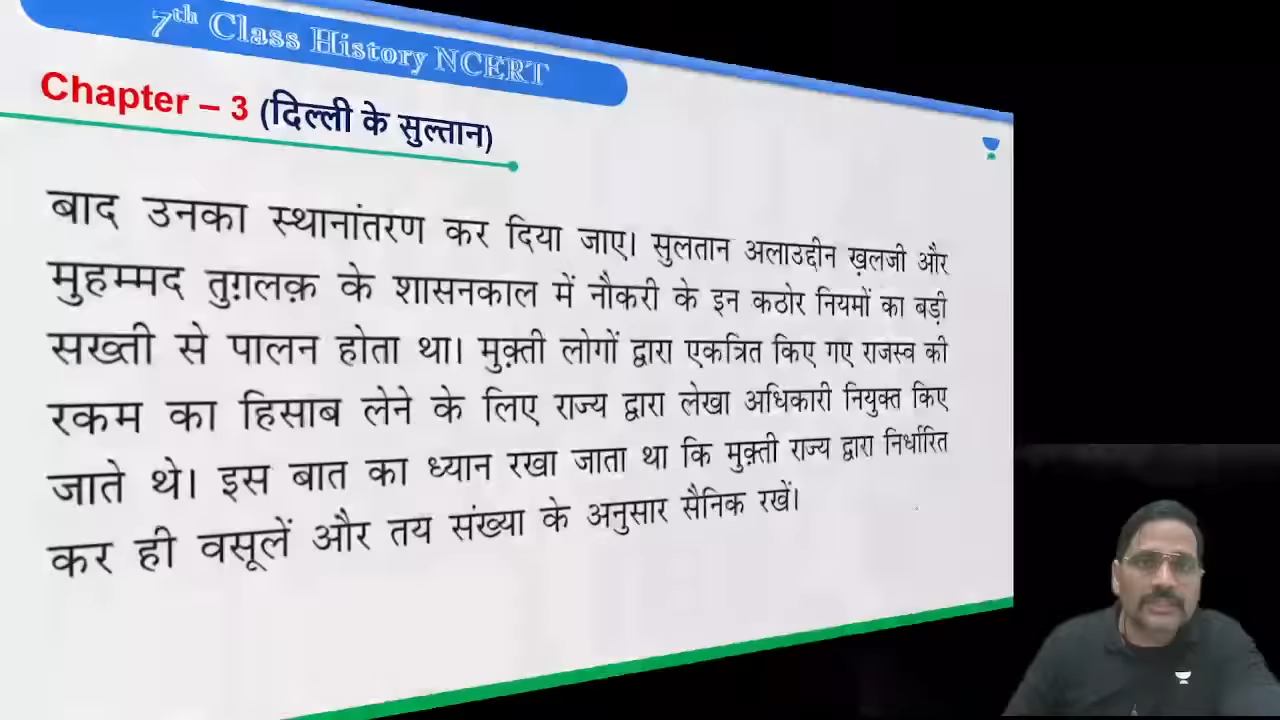 7th Class History NCERT
Chapter – 3 (दिल्ली के सुल्तान)
बाद उनका स्थानांतरण कर दिया जाए। सुलतान अलाउद्दीन ख़लजी और
मुहम्मद तुग़लक़ के शासनकाल में नौकरी के इन कठोर नियमों का बड़ी
सख्ती से पालन होता था। मुक़्ती लोगों द्वारा एकत्रित किए गए राजस्व की
रकम का हिसाब लेने के लिए राज्य द्वारा लेखा अधिकारी नियुक्त किए
जाते थे। इस बात का ध्यान रखा जाता था कि मुक़्ती राज्य द्वारा निर्धारित
कर ही वसूलें और तय संख्या के अनुसार सैनिक रखें।